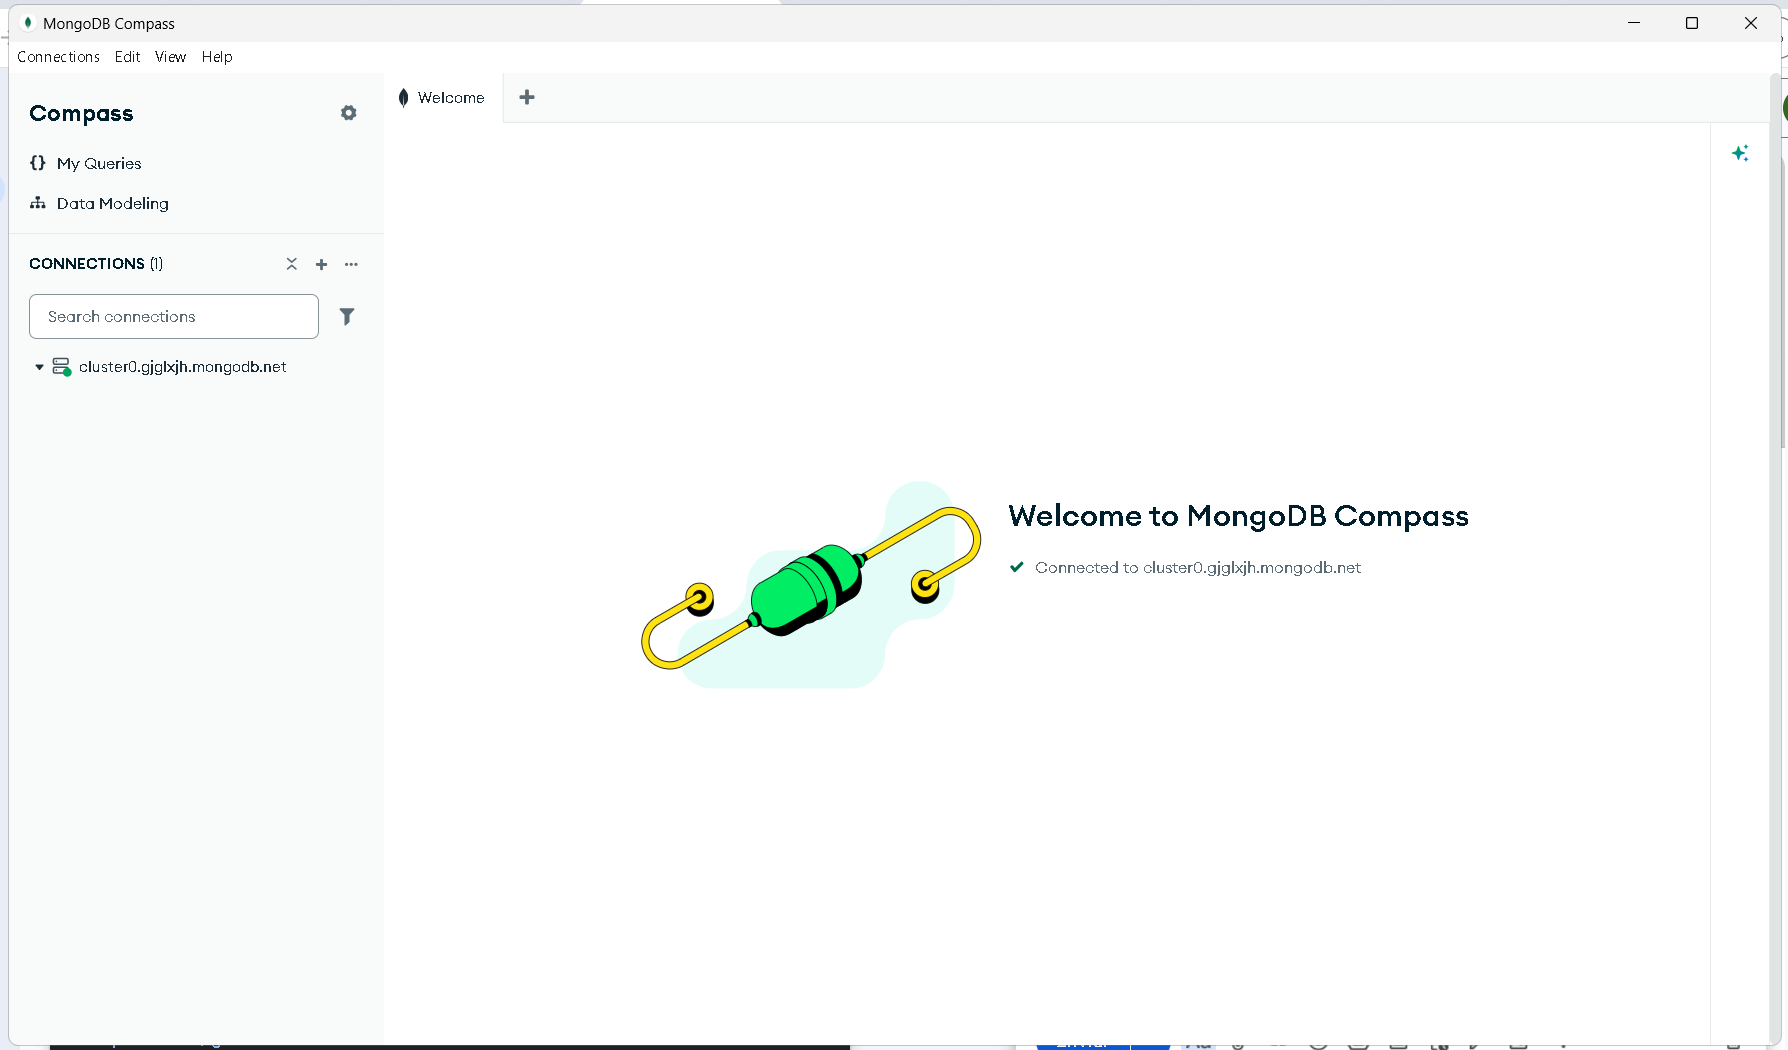 MongoDB Compass
Connections Edit View Help
Compass
Welcome
My Queries
Data Modeling
CONNECTIONS (1)
Search connections
cluster0.gjglxjh.mongodb.net
Welcome to MongoDB Compass
Connected to cluster0.gjglxjh.mongodb.net